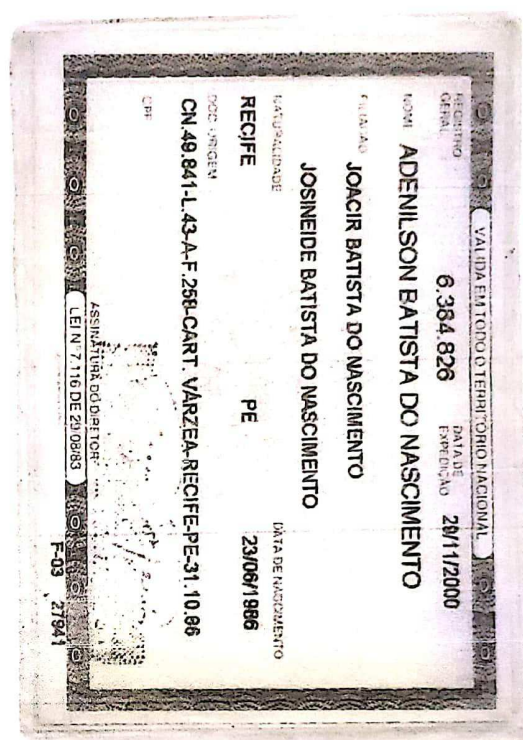 VÁLIDA EM TODO O TERRITÓRIO NACIONAL
REGISTRO GERAL 6.384.826 DATA DE EXPEDIÇÃO 29/11/2000
NOME ADENILSON BATISTA DO NASCIMENTO
FILIAÇÃO JOACIR BATISTA DO NASCIMENTO
JOSINEIDE BATISTA DO NASCIMENTO
NATURALIDADE DATA DE NASCIMENTO
RECIFE PE 23/06/1986
DOC. ORIGEM
CN.49.841-L.43-A-F.258-CART. VÁRZEA-RECIFE-PE-31.10.86
CPF
ASSINATURA DO DIRETOR
LEI Nº 7.116 DE 29/08/83
F-03 27941